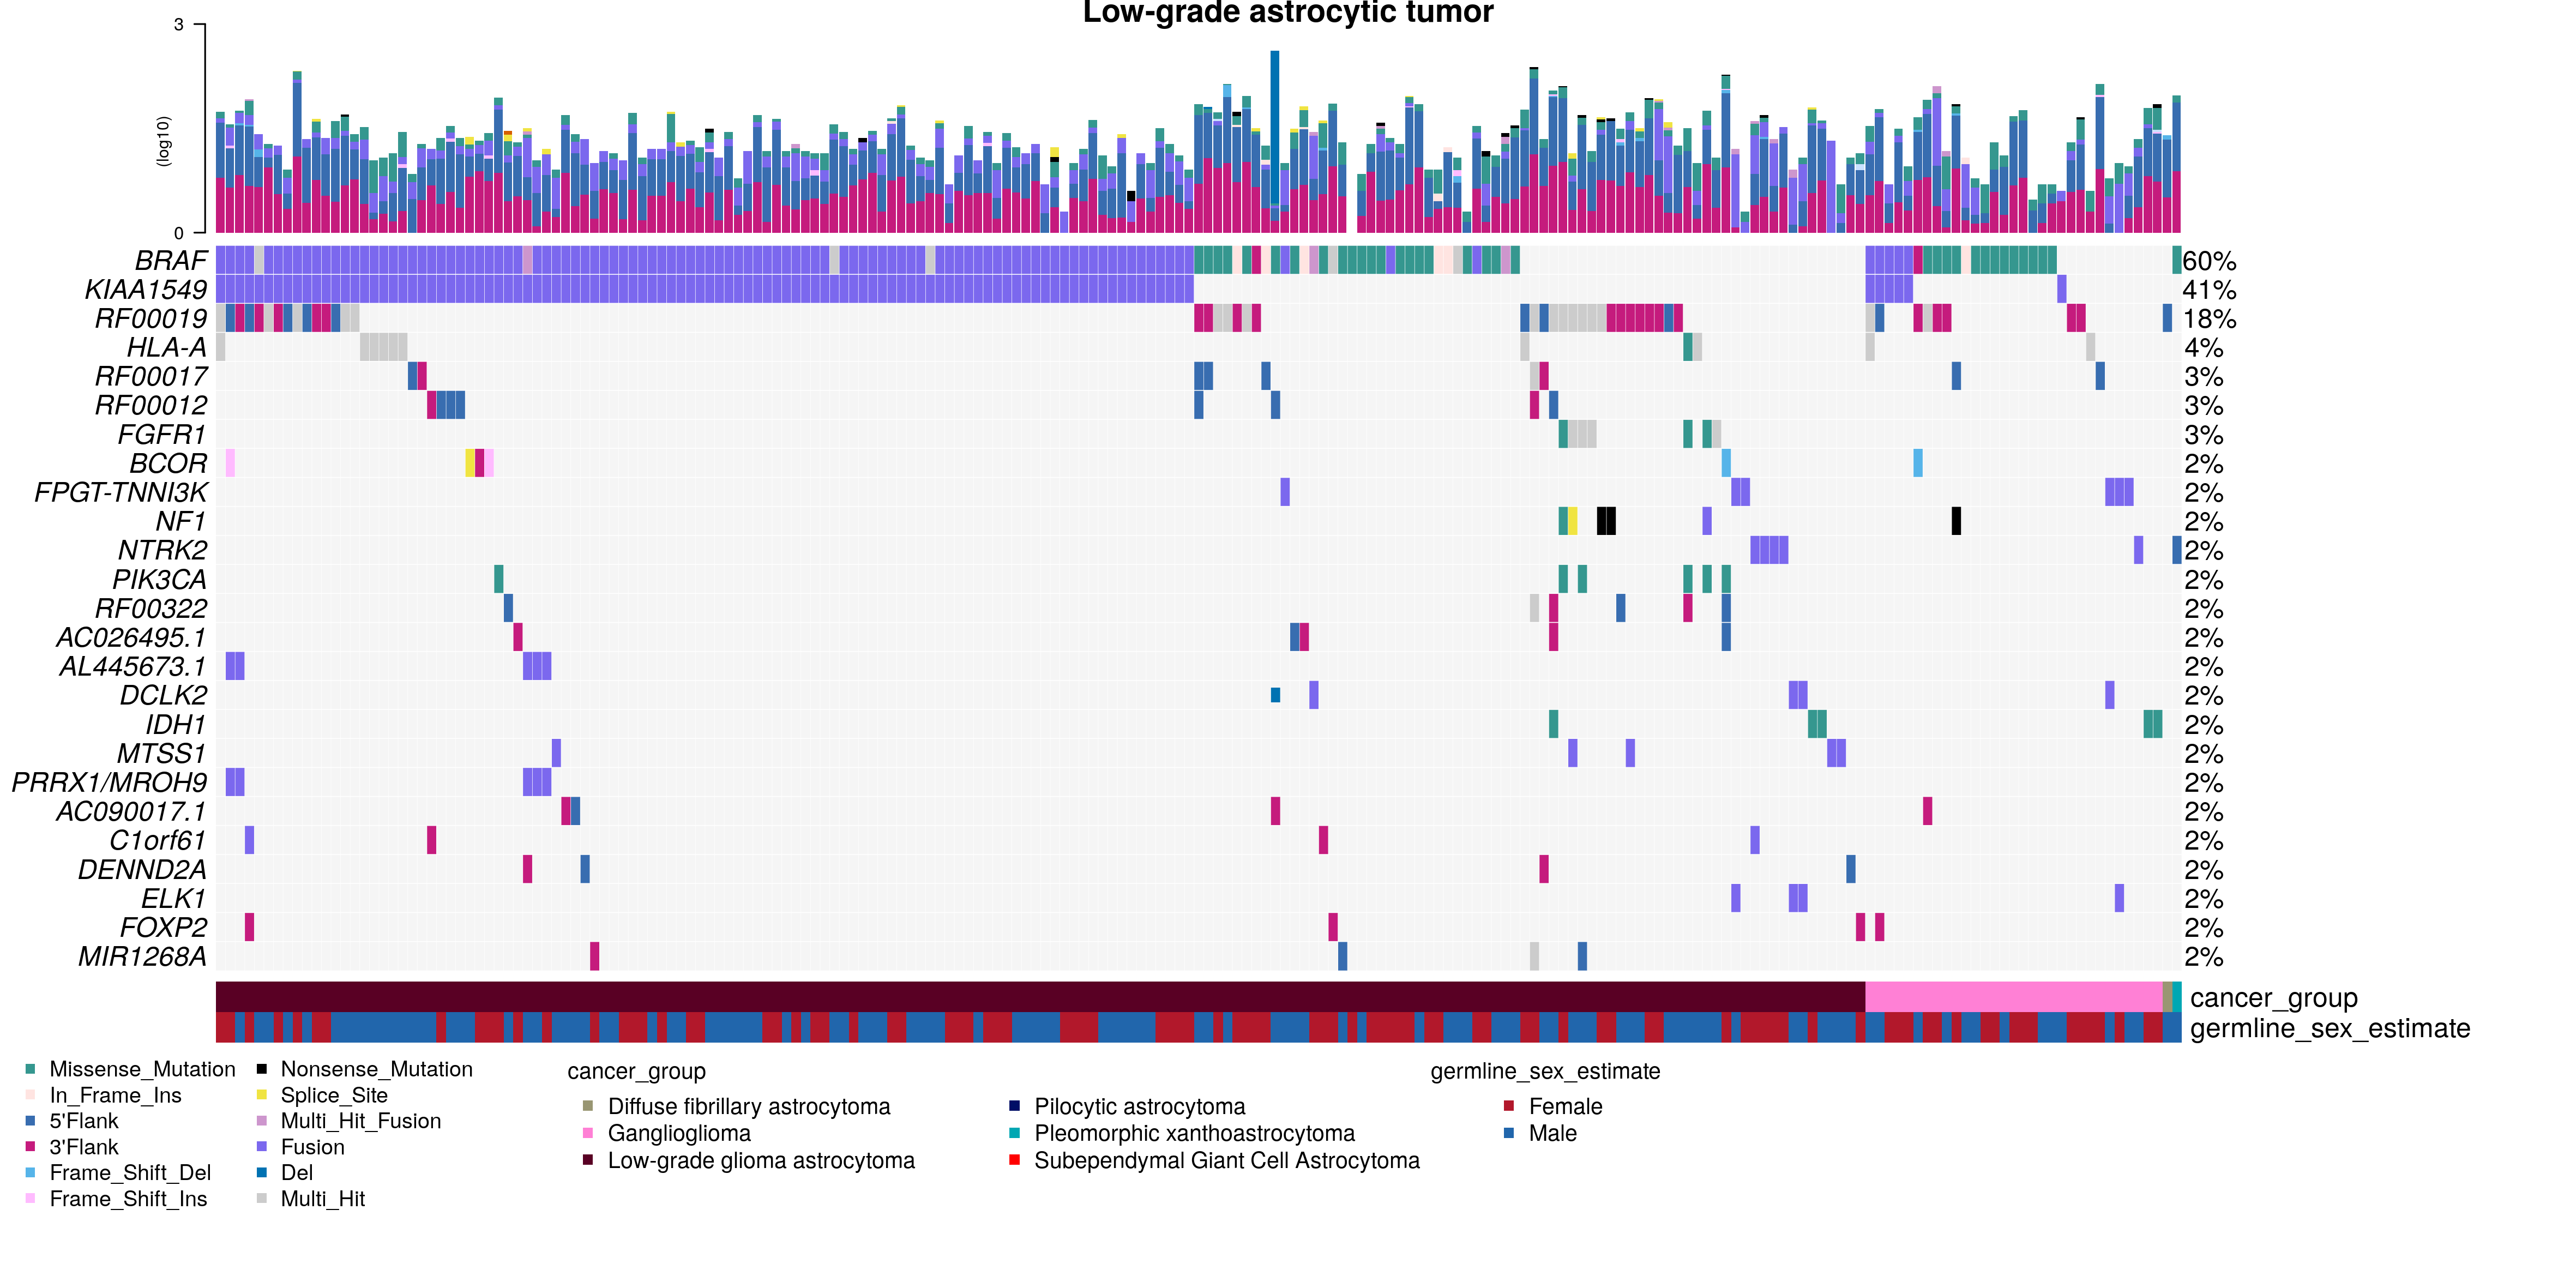 Low-grade astrocytic tumor
3
(log10)
0
BRAF 60%
KIAA1549 41%
RF00019 18%
HLA-A 4%
RF00017 3%
RF00012 3%
FGFR1 3%
BCOR 2%
FPGT-TNNI3K 2%
NF1 2%
NTRK2 2%
PIK3CA 2%
RF00322 2%
AC026495.1 2%
AL445673.1 2%
DCLK2 2%
IDH1 2%
MTSS1 2%
PRRX1/MROH9 2%
AC090017.1 2%
C1orf61 2%
DENND2A 2%
ELK1 2%
FOXP2 2%
MIR1268A 2%
cancer_group
germline_sex_estimate
Missense_Mutation
In_Frame_Ins
5'Flank
3'Flank
Frame_Shift_Del
Frame_Shift_Ins
Nonsense_Mutation
Splice_Site
Multi_Hit_Fusion
Fusion
Del
Multi_Hit
cancer_group
Diffuse fibrillary astrocytoma
Ganglioglioma
Low-grade glioma astrocytoma
Pilocytic astrocytoma
Pleomorphic xanthoastrocytoma
Subependymal Giant Cell Astrocytoma
germline_sex_estimate
Female
Male